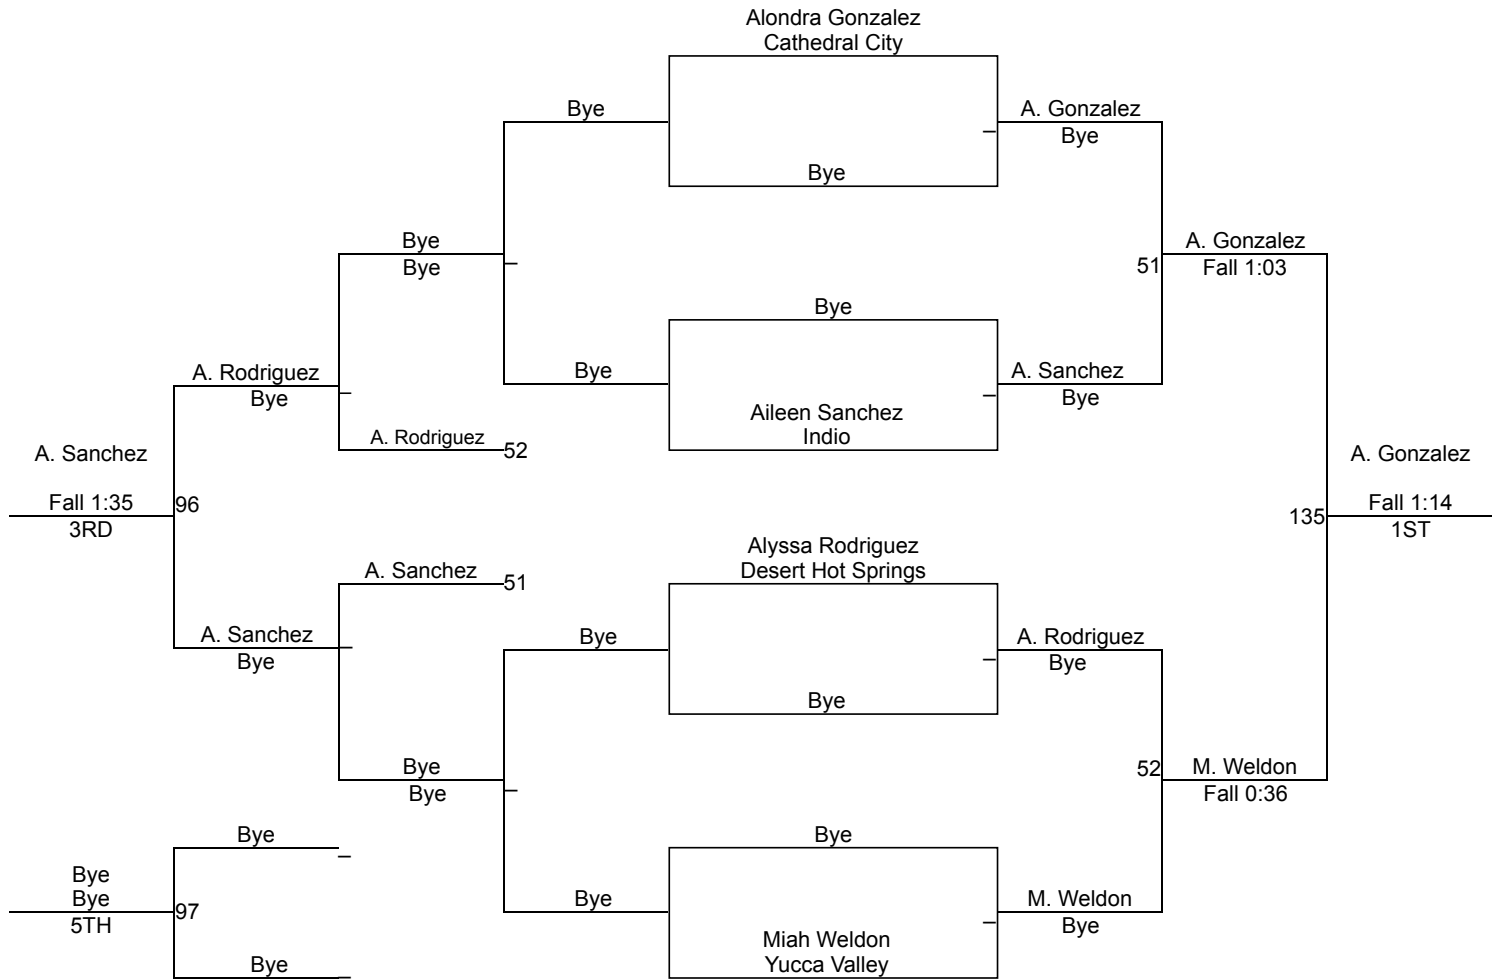 Alondra Gonzalez
Cathedral City
Bye
A. Gonzalez
Bye
Bye
Bye
Bye
A. Gonzalez
51
Fall 1:03
Bye
A. Rodriguez
Bye
Bye
A. Sanchez
Bye
Aileen Sanchez
Indio
A. Rodriguez
52
A. Sanchez
Fall 1:35
96
3RD
A. Gonzalez
135
Fall 1:14
1ST
Alyssa Rodriguez
Desert Hot Springs
A. Sanchez
51
A. Sanchez
Bye
Bye
A. Rodriguez
Bye
Bye
Bye
Bye
52
M. Weldon
Fall 0:36
Bye
Bye
Bye
Bye
97
5TH
Bye
Bye
M. Weldon
Bye
Miah Weldon
Yucca Valley